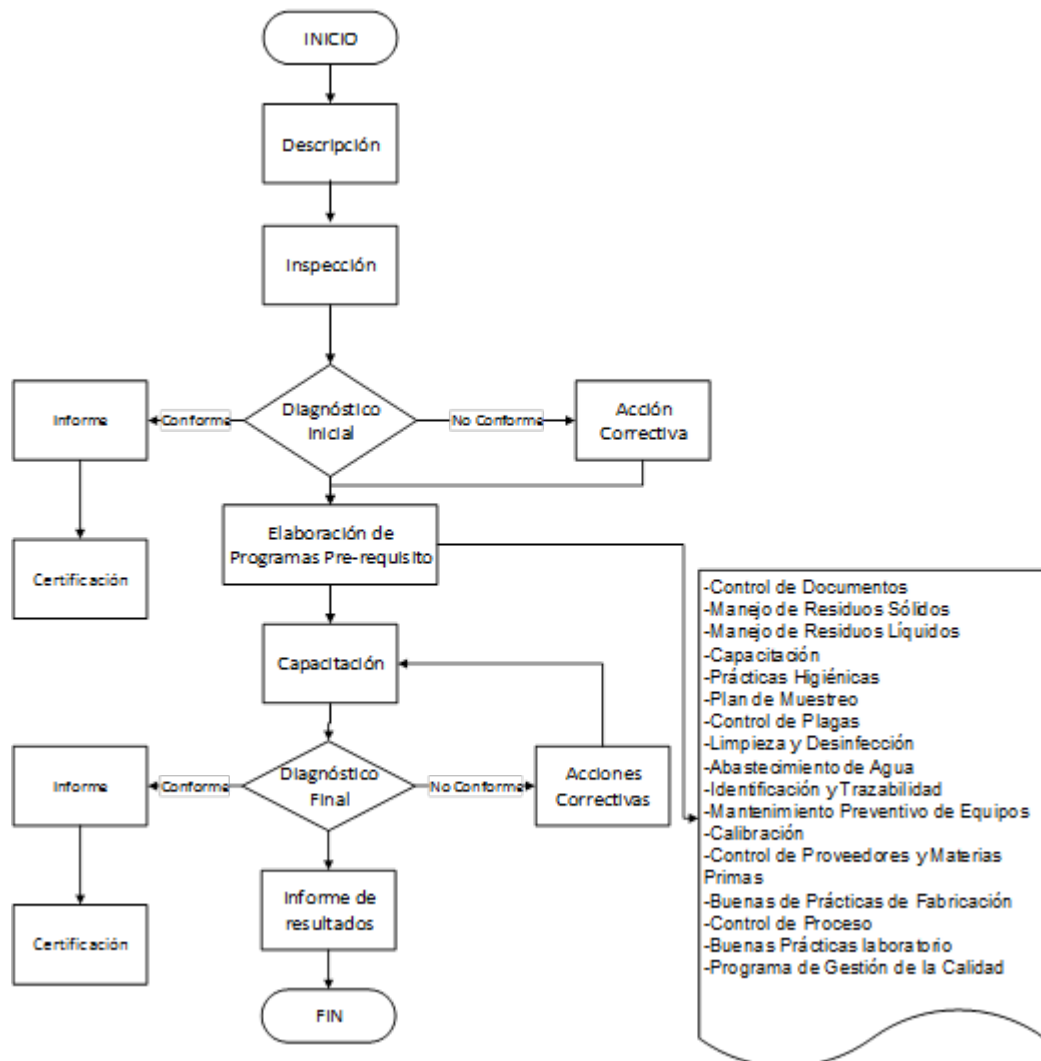 INICIO
Descripción
Inspección
Diagnóstico
Inicial
Conforme
No Conforme
Informe
Acción
Correctiva
Certificación
Elaboración de
Programas Pre-requisito
Capacitación
Diagnóstico
Final
Conforme
No Conforme
Informe
Acciones
Correctivas
Certificación
Informe de
resultados
FIN
-Control de Documentos
-Manejo de Residuos Sólidos
-Manejo de Residuos Líquidos
-Capacitación
-Prácticas Higiénicas
-Plan de Muestreo
-Control de Plagas
-Limpieza y Desinfección
-Abastecimiento de Agua
-Identificación y Trazabilidad
-Mantenimiento Preventivo de Equipos
-Calibración
-Control de Proveedores y Materias
Primas
-Buenas de Prácticas de Fabricación
-Control de Proceso
-Buenas Prácticas laboratorio
-Programa de Gestión de la Calidad